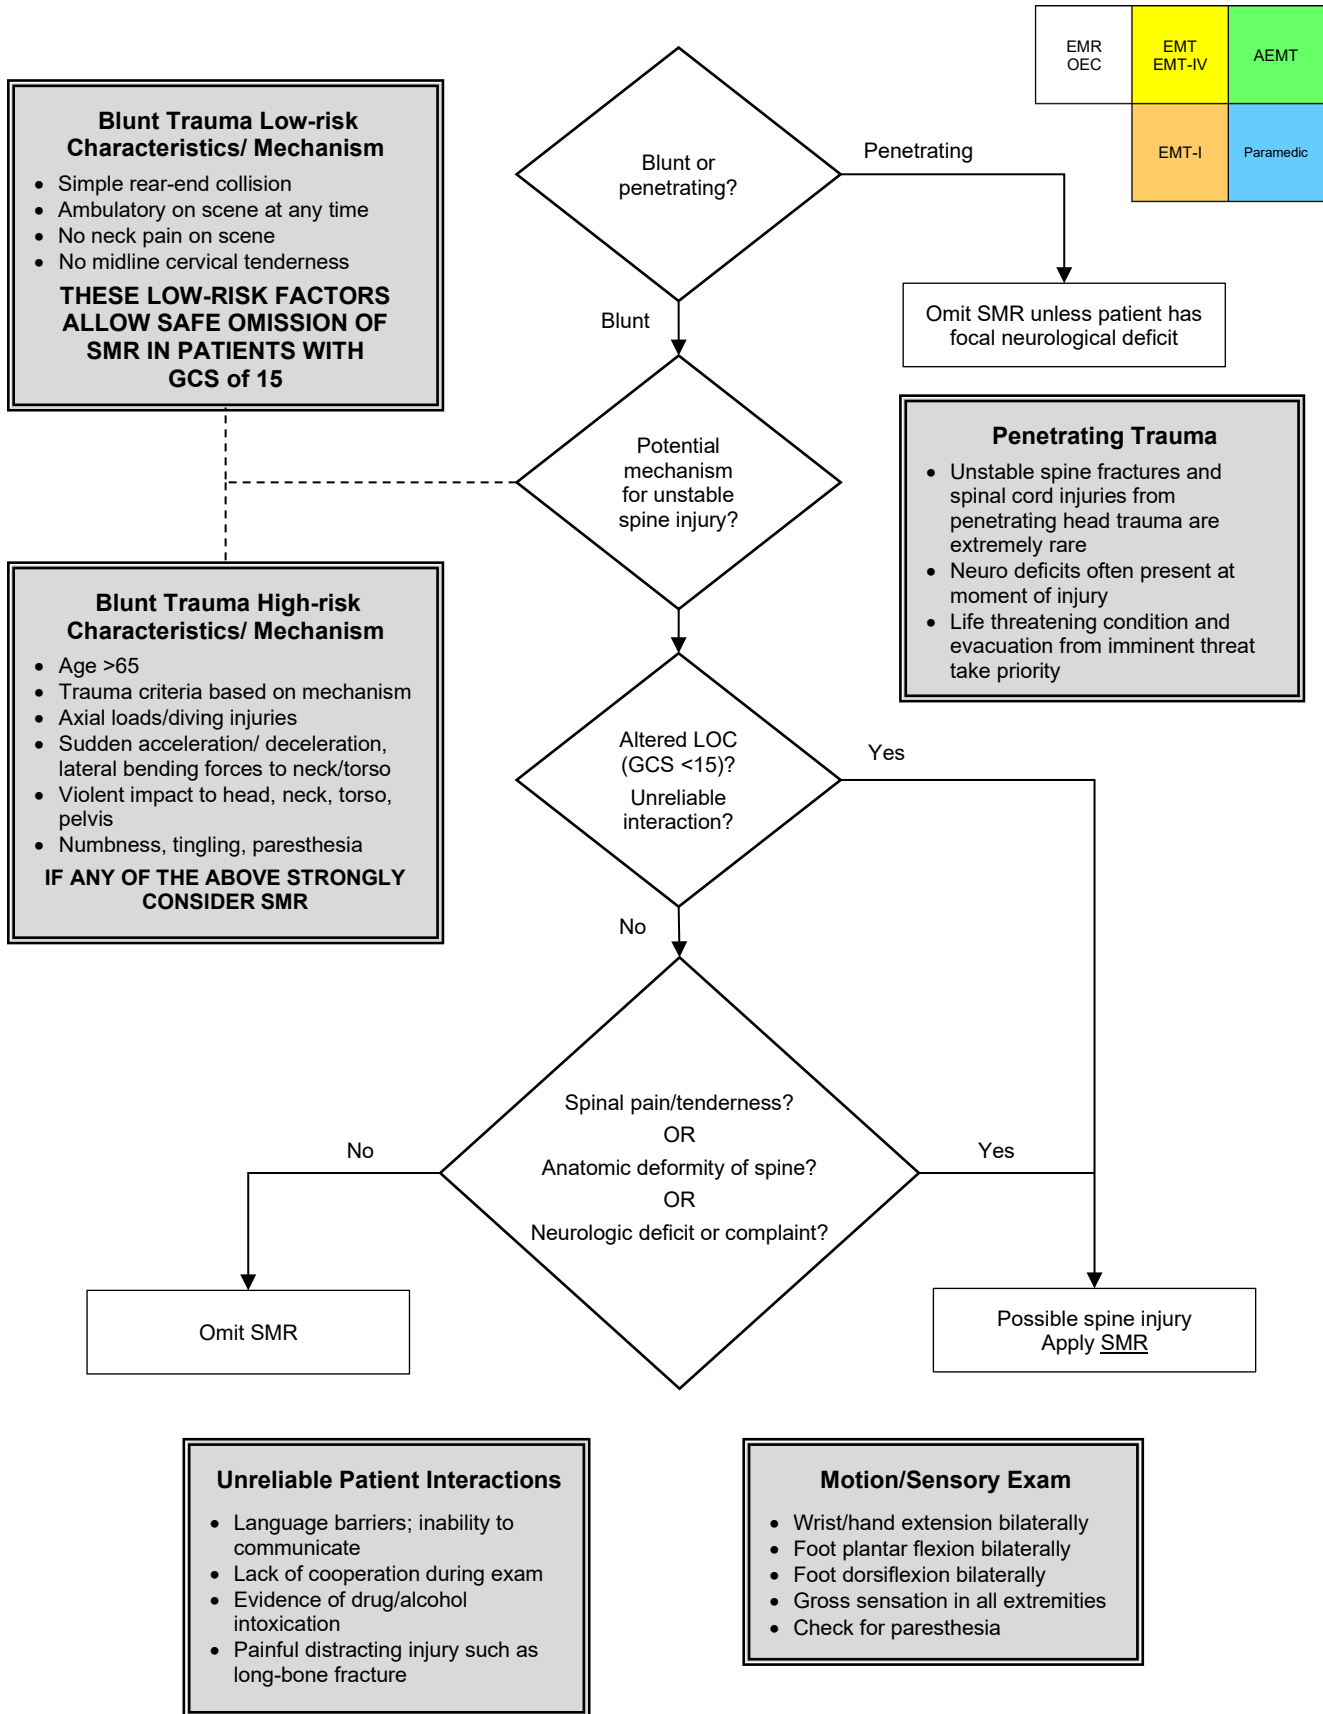 EMR
OEC
EMT
EMT-IV
AEMT
EMT-I
Paramedic
Blunt Trauma Low-risk
Characteristics/ Mechanism
• Simple rear-end collision
• Ambulatory on scene at any time
• No neck pain on scene
• No midline cervical tenderness
THESE LOW-RISK FACTORS
ALLOW SAFE OMISSION OF
SMR IN PATIENTS WITH
GCS of 15
Blunt or
penetrating?
Penetrating
Blunt
Omit SMR unless patient has
focal neurological deficit
Potential
mechanism
for unstable
spine injury?
Penetrating Trauma
• Unstable spine fractures and
spinal cord injuries from
penetrating head trauma are
extremely rare
• Neuro deficits often present at
moment of injury
• Life threatening condition and
evacuation from imminent threat
take priority
Blunt Trauma High-risk
Characteristics/ Mechanism
• Age >65
• Trauma criteria based on mechanism
• Axial loads/diving injuries
• Sudden acceleration/ deceleration,
lateral bending forces to neck/torso
• Violent impact to head, neck, torso,
pelvis
• Numbness, tingling, paresthesia
IF ANY OF THE ABOVE STRONGLY
CONSIDER SMR
Altered LOC
(GCS <15)?
Unreliable
interaction?
Yes
No
Spinal pain/tenderness?
OR
Anatomic deformity of spine?
OR
Neurologic deficit or complaint?
No
Yes
Omit SMR
Possible spine injury
Apply SMR
Unreliable Patient Interactions
• Language barriers; inability to
communicate
• Lack of cooperation during exam
• Evidence of drug/alcohol
intoxication
• Painful distracting injury such as
long-bone fracture
Motion/Sensory Exam
• Wrist/hand extension bilaterally
• Foot plantar flexion bilaterally
• Foot dorsiflexion bilaterally
• Gross sensation in all extremities
• Check for paresthesia